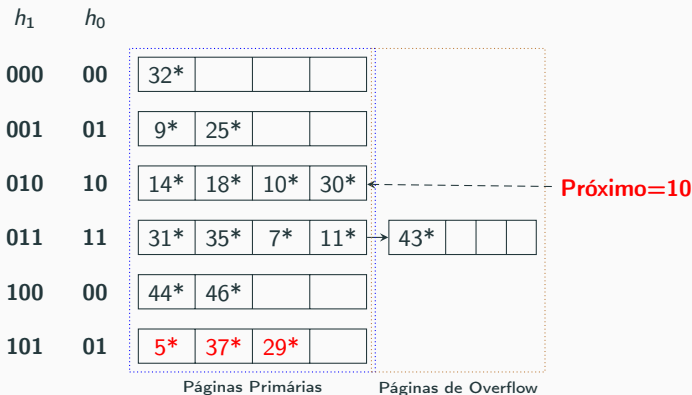 h1 h0
000 00 32*
001 01 9* 25*
010 10 14* 18* 10* 30* Próximo=10
011 11 31* 35* 7* 11* 43*
100 00 44* 46*
101 01 5* 37* 29*
Páginas Primárias Páginas de Overflow